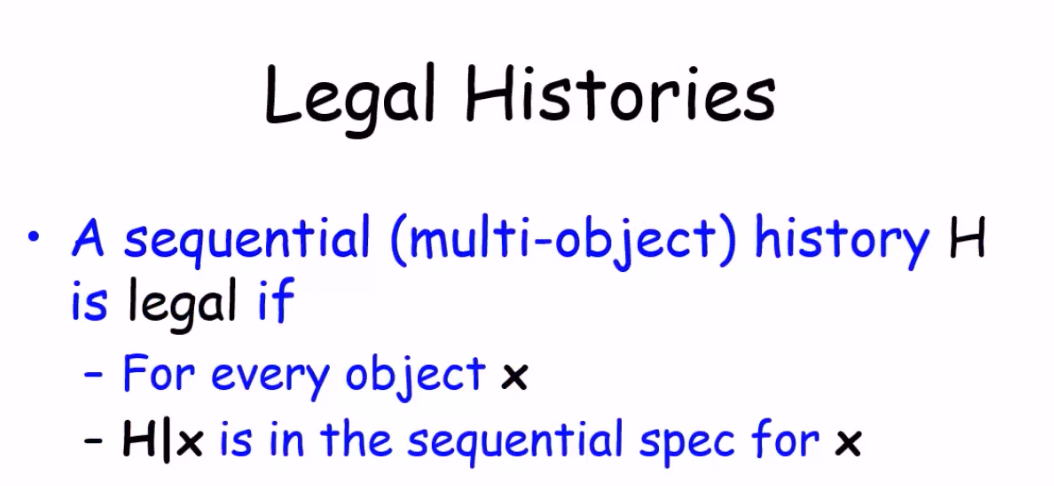 Legal Histories
• A sequential (multi-object) history H
is legal if
– For every object x
– H|x is in the sequential spec for x